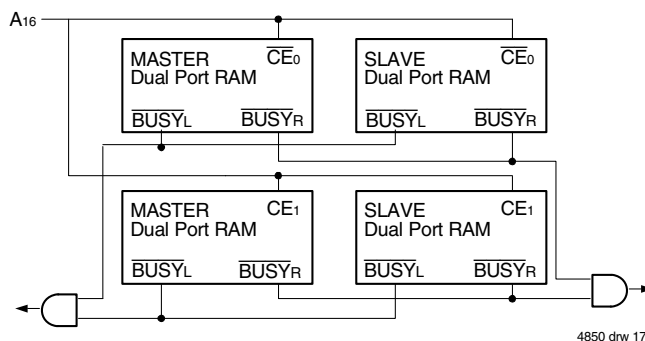 A16
MASTER CE0
Dual Port RAM
BUSYL BUSYR
SLAVE CE0
Dual Port RAM
BUSYL BUSYR
MASTER CE1
Dual Port RAM
BUSYL BUSYR
SLAVE CE1
Dual Port RAM
BUSYL BUSYR
4850 drw 17